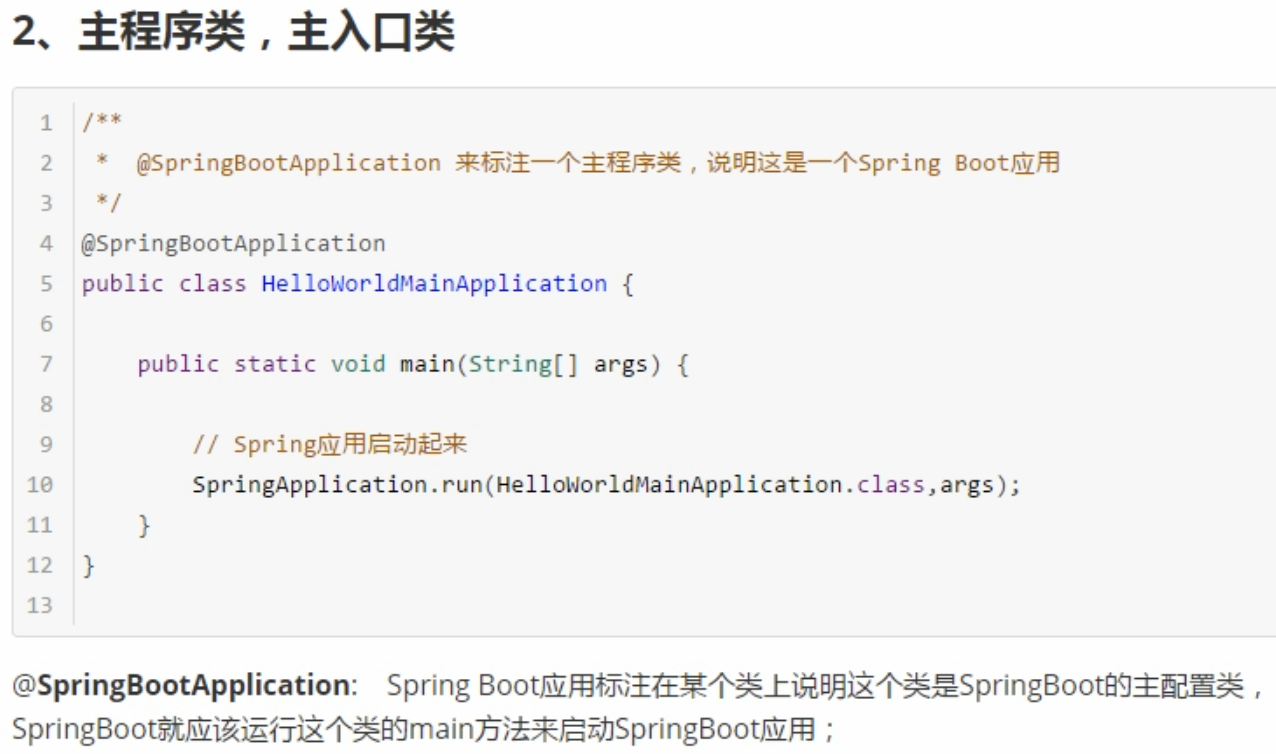 2、主程序类，主入口类
1 /**
2  *  @SpringBootApplication 来标注一个主程序类，说明这是一个Spring Boot应用
3  */
4 @SpringBootApplication
5 public class HelloWorldMainApplication {
6
7     public static void main(String[] args) {
8
9         // Spring应用启动起来
10         SpringApplication.run(HelloWorldMainApplication.class,args);
11     }
12 }
13
@SpringBootApplication:    Spring Boot应用标注在某个类上说明这个类是SpringBoot的主配置类，
SpringBoot就应该运行这个类的main方法来启动SpringBoot应用；